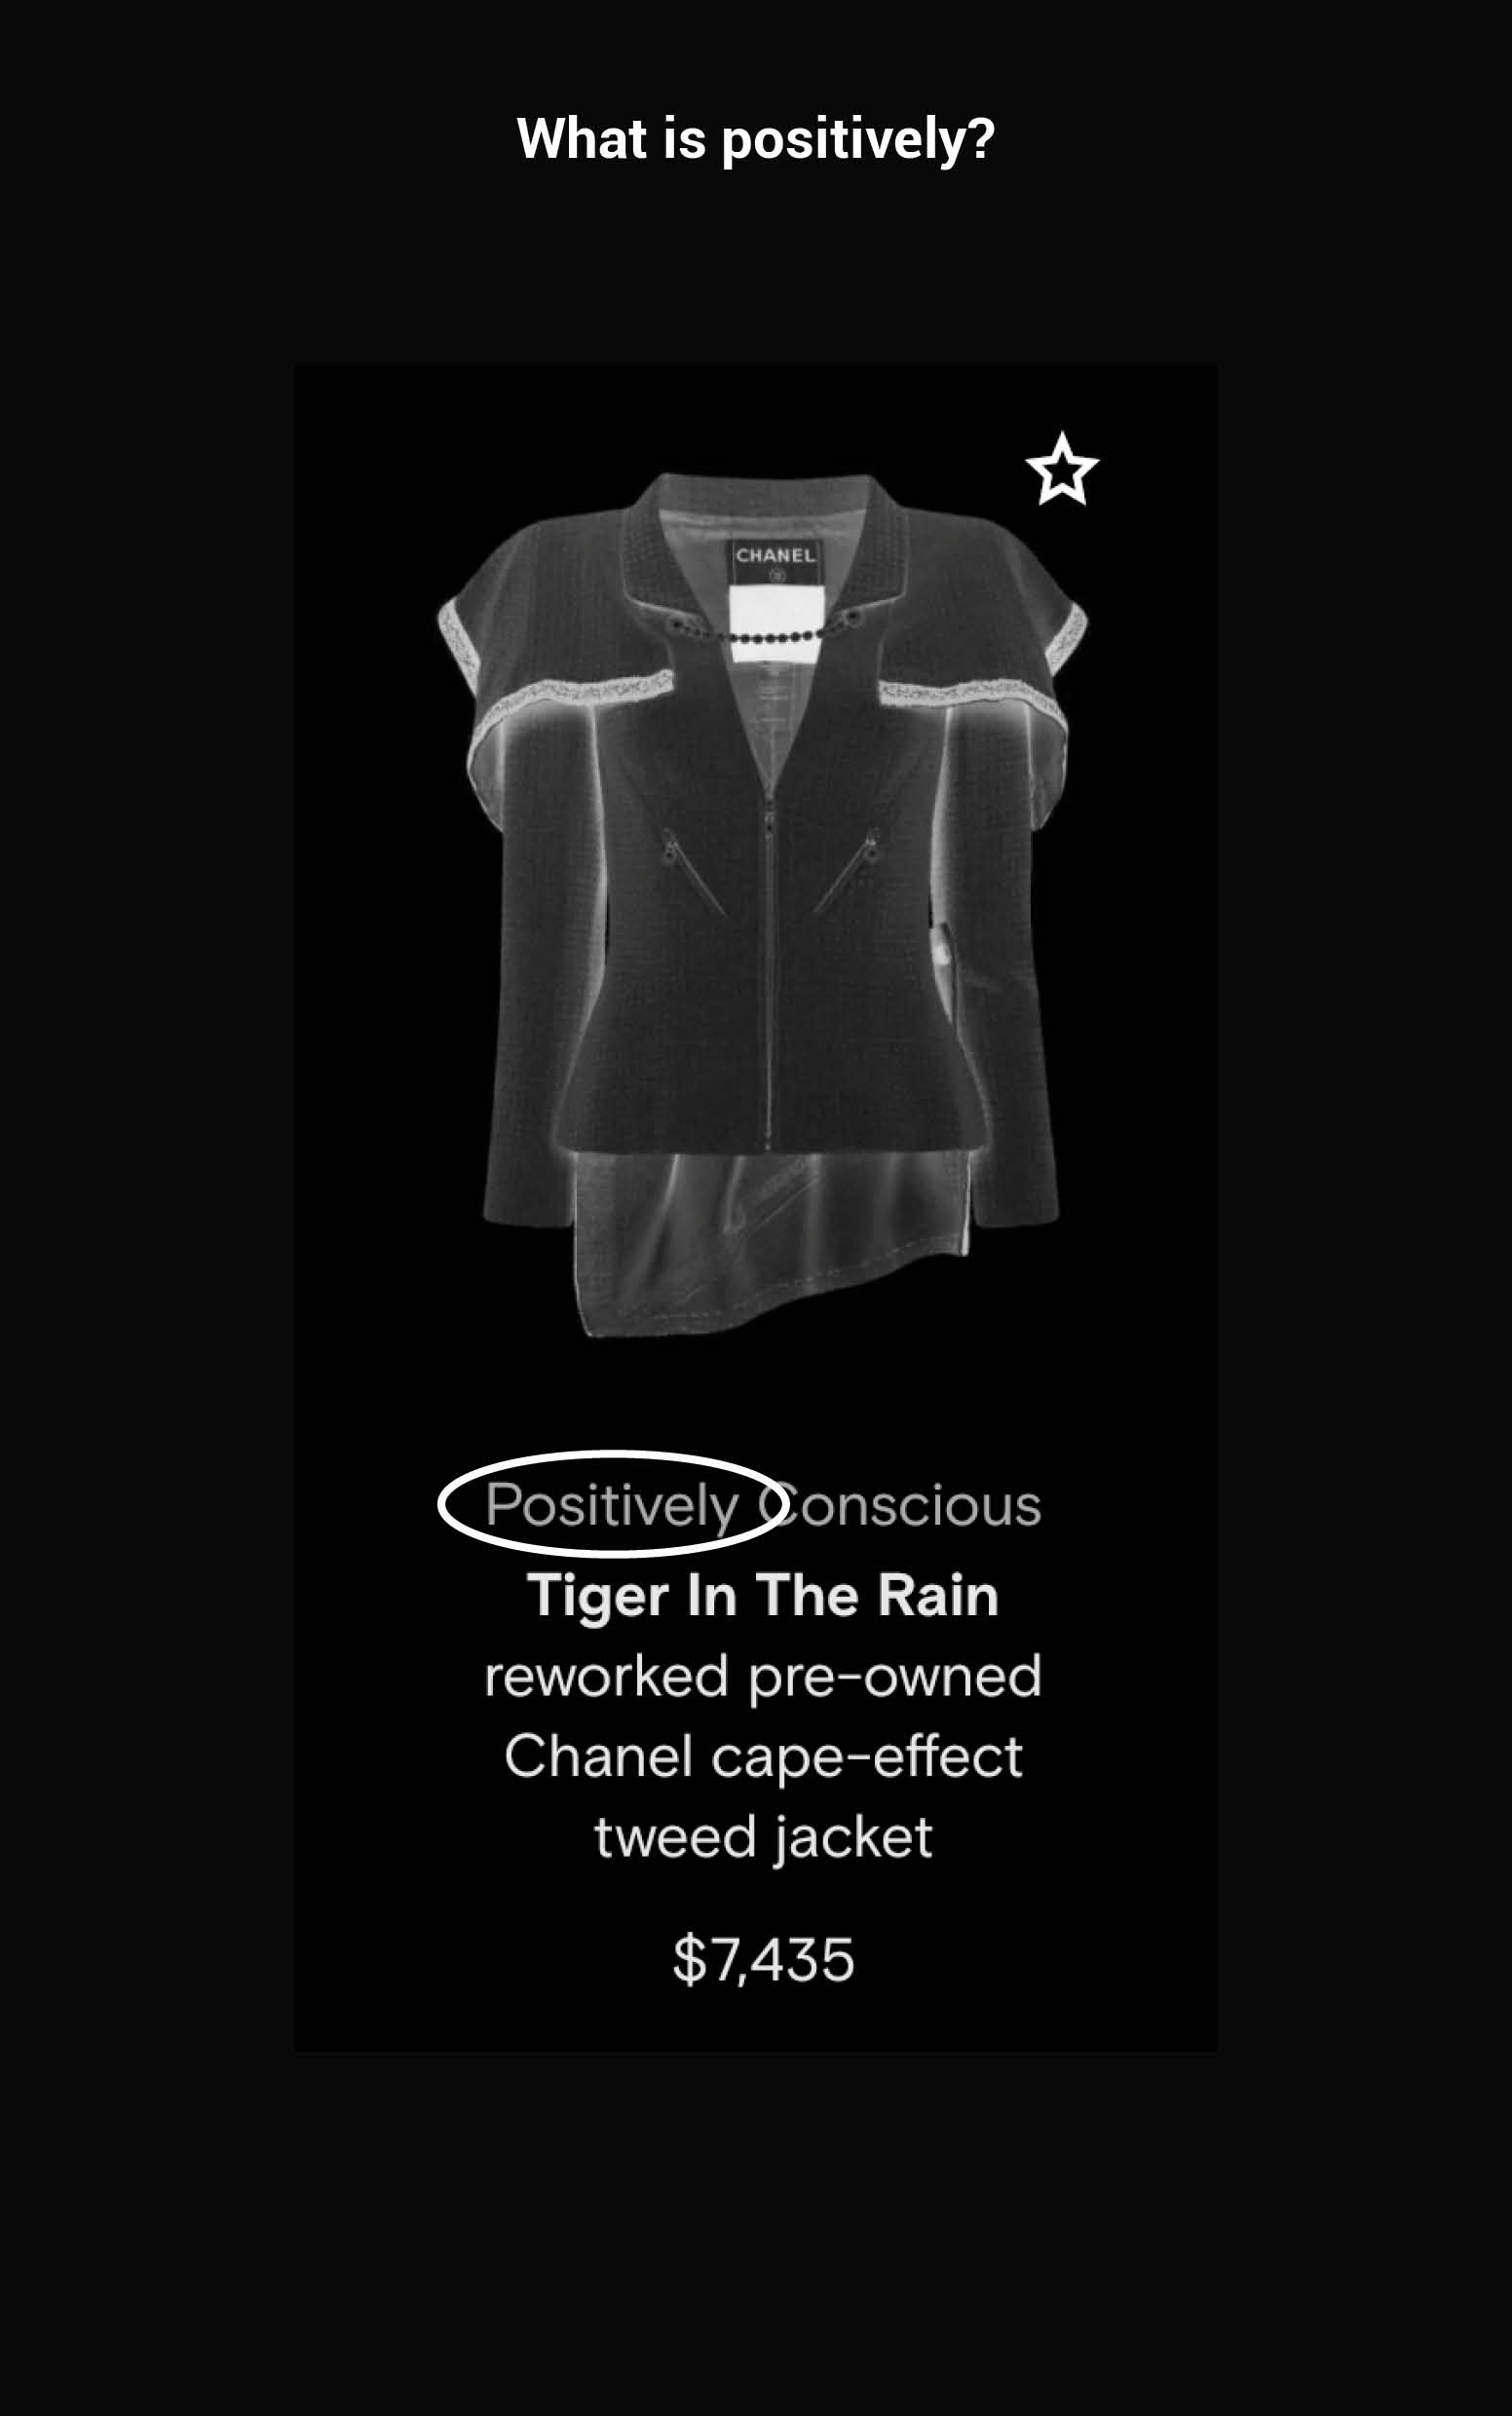 What is positively?
CHANEL
Positively Conscious
Tiger In The Rain
reworked pre-owned
Chanel cape-effect
tweed jacket
$7,435